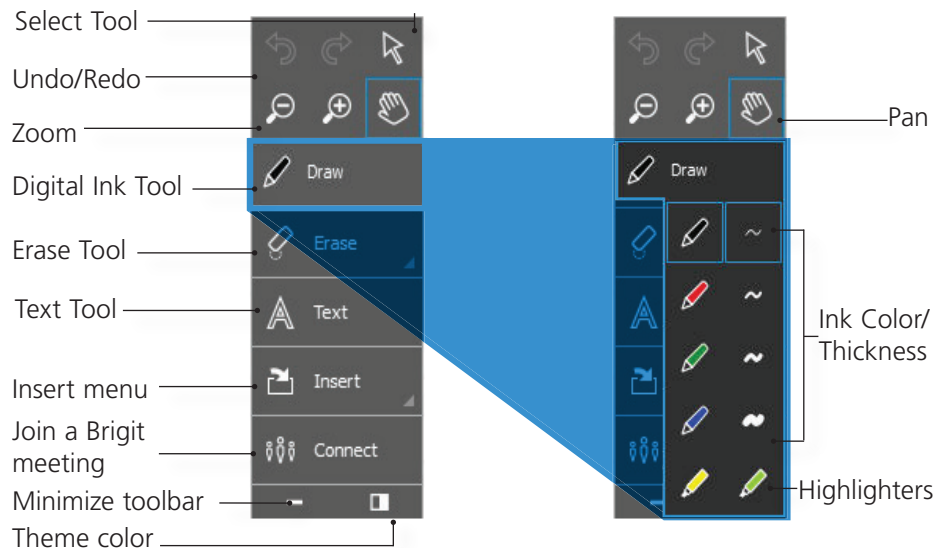 Select Tool
Undo/Redo
Zoom
Digital Ink Tool
Erase Tool
Text Tool
Insert menu
Join a Brigit
meeting
Minimize toolbar
Theme color
Draw
Erase
Text
Insert
Connect
Draw
Pan
Ink Color/
Thickness
Highlighters